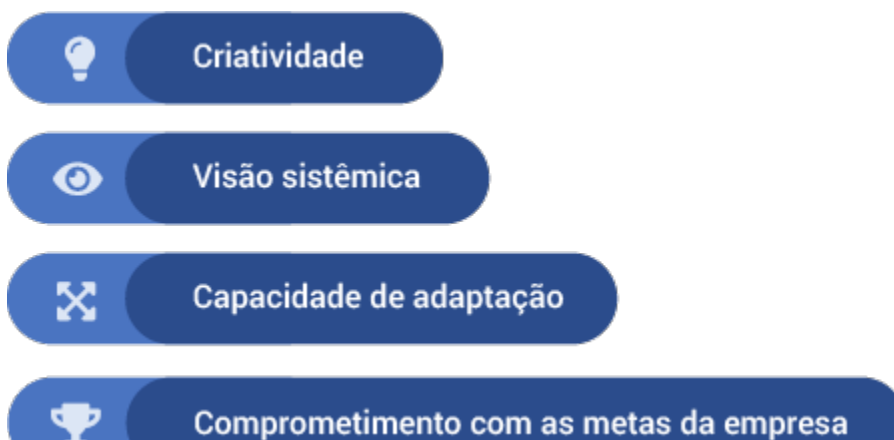 Criatividade
Visão sistêmica
Capacidade de adaptação
Comprometimento com as metas da empresa